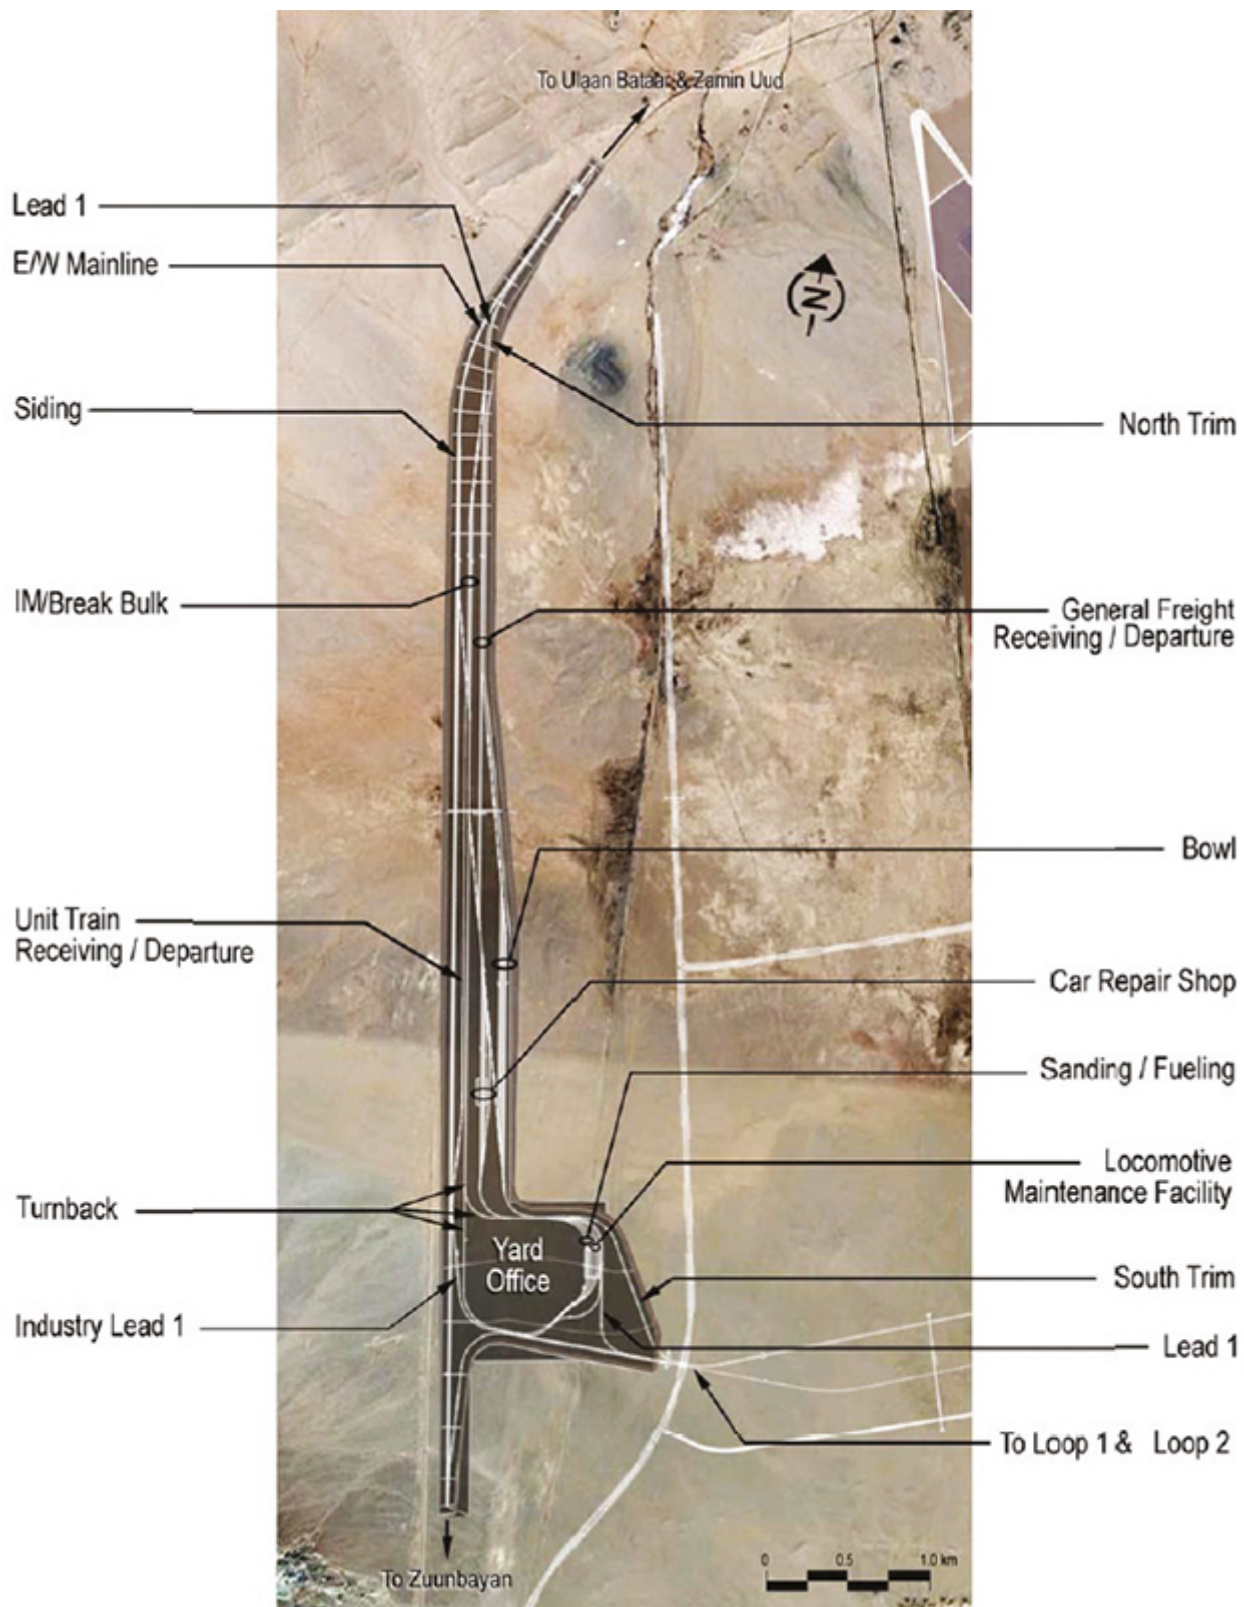 To Ulaan Bataar & Zamin Uud
Lead 1
E/W Mainline
N
Siding
North Trim
IM/Break Bulk
General Freight
Receiving / Departure
Bowl
Unit Train
Receiving / Departure
Car Repair Shop
Sanding / Fueling
Locomotive
Maintenance Facility
Turnback
Yard
Office
South Trim
Industry Lead 1
Lead 1
To Loop 1 & Loop 2
0 0.5 1.0 km
To Zuunbayan